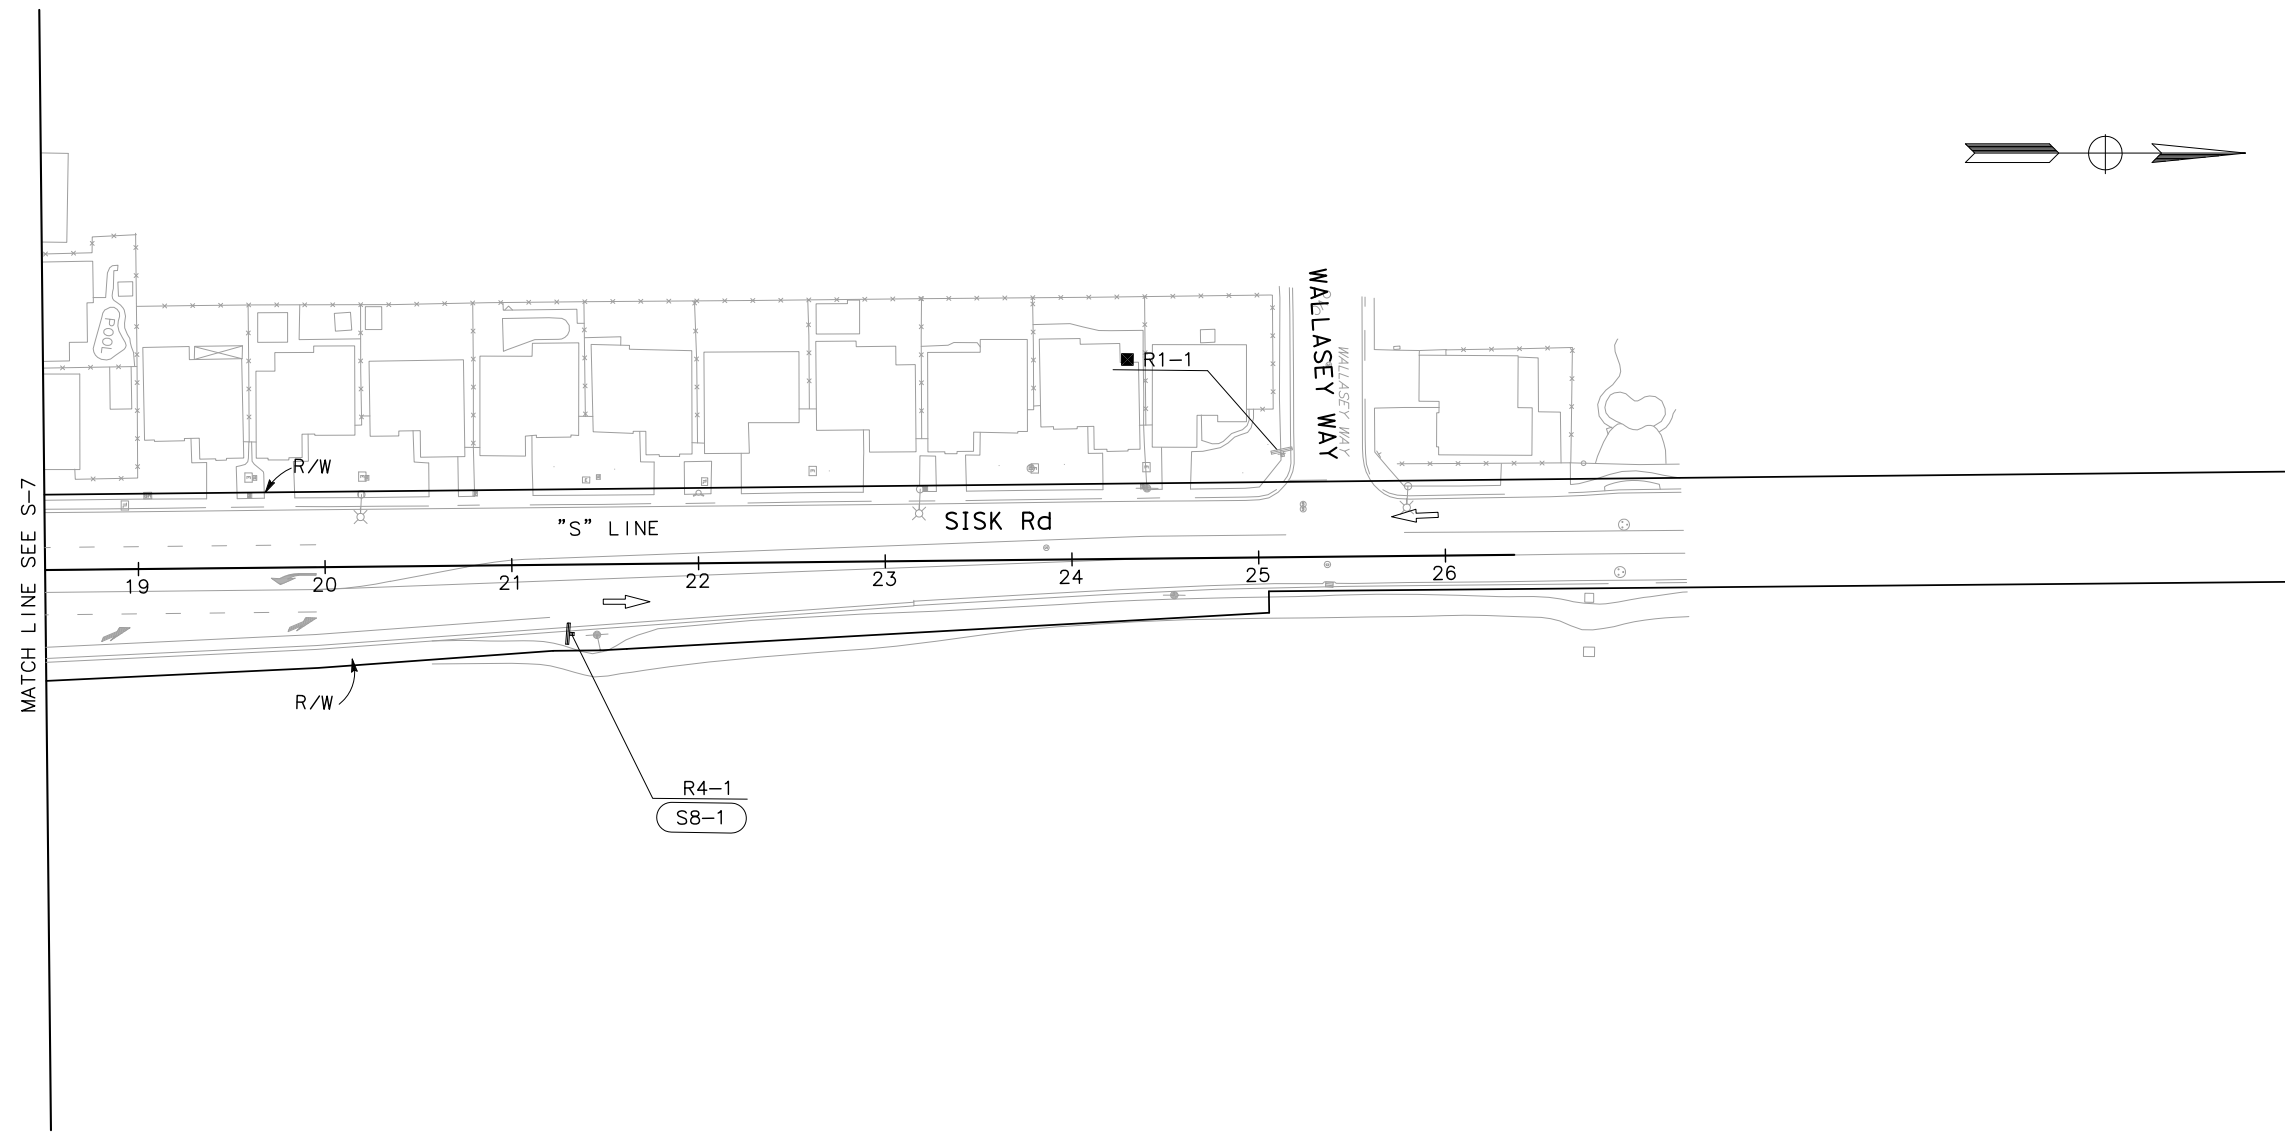 WALLASEY WAY
WALLASEY WAY
POOL
R1-1
R/W
MATCH LINE SEE S-7
"S" LINE
SISK Rd
19
20
21
22
23
24
25
26
R/W
R4-1
S8-1